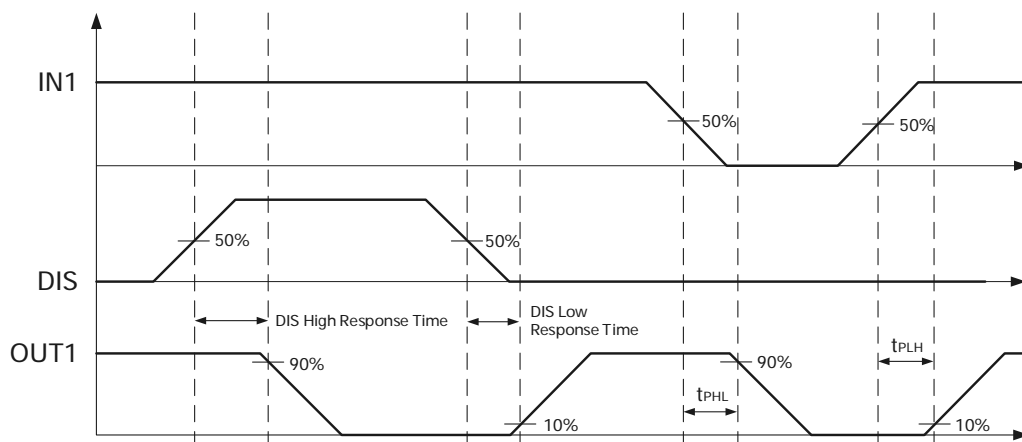 IN1
50%
50%
50%
50%
DIS
DIS High Response Time
DIS Low
Response Time
OUT1
90%
10%
tPHL
90%
tPLH
10%